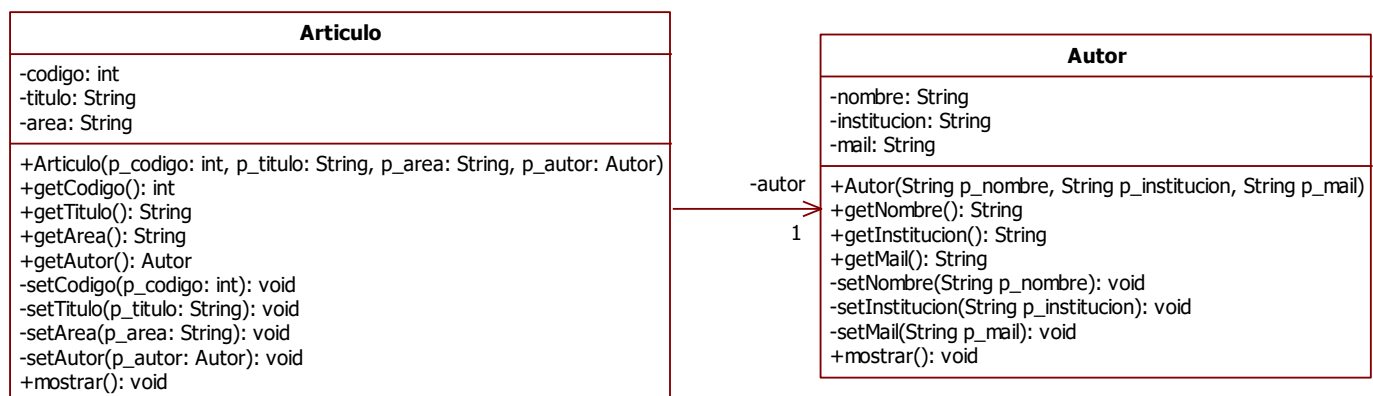 Articulo
-codigo: int
-titulo: String
-area: String
+Articulo(p_codigo: int, p_titulo: String, p_area: String, p_autor: Autor)
+getCodigo(): int
+getTitulo(): String
+getArea(): String
+getAutor(): Autor
-setCodigo(p_codigo: int): void
-setTitulo(p_titulo: String): void
-setArea(p_area: String): void
-setAutor(p_autor: Autor): void
+mostrar(): void
-autor
1
Autor
-nombre: String
-institucion: String
-mail: String
+Autor(String p_nombre, String p_institucion, String p_mail)
+getNombre(): String
+getInstitucion(): String
+getMail(): String
-setNombre(String p_nombre): void
-setInstitucion(String p_institucion): void
-setMail(String p_mail): void
+mostrar(): void